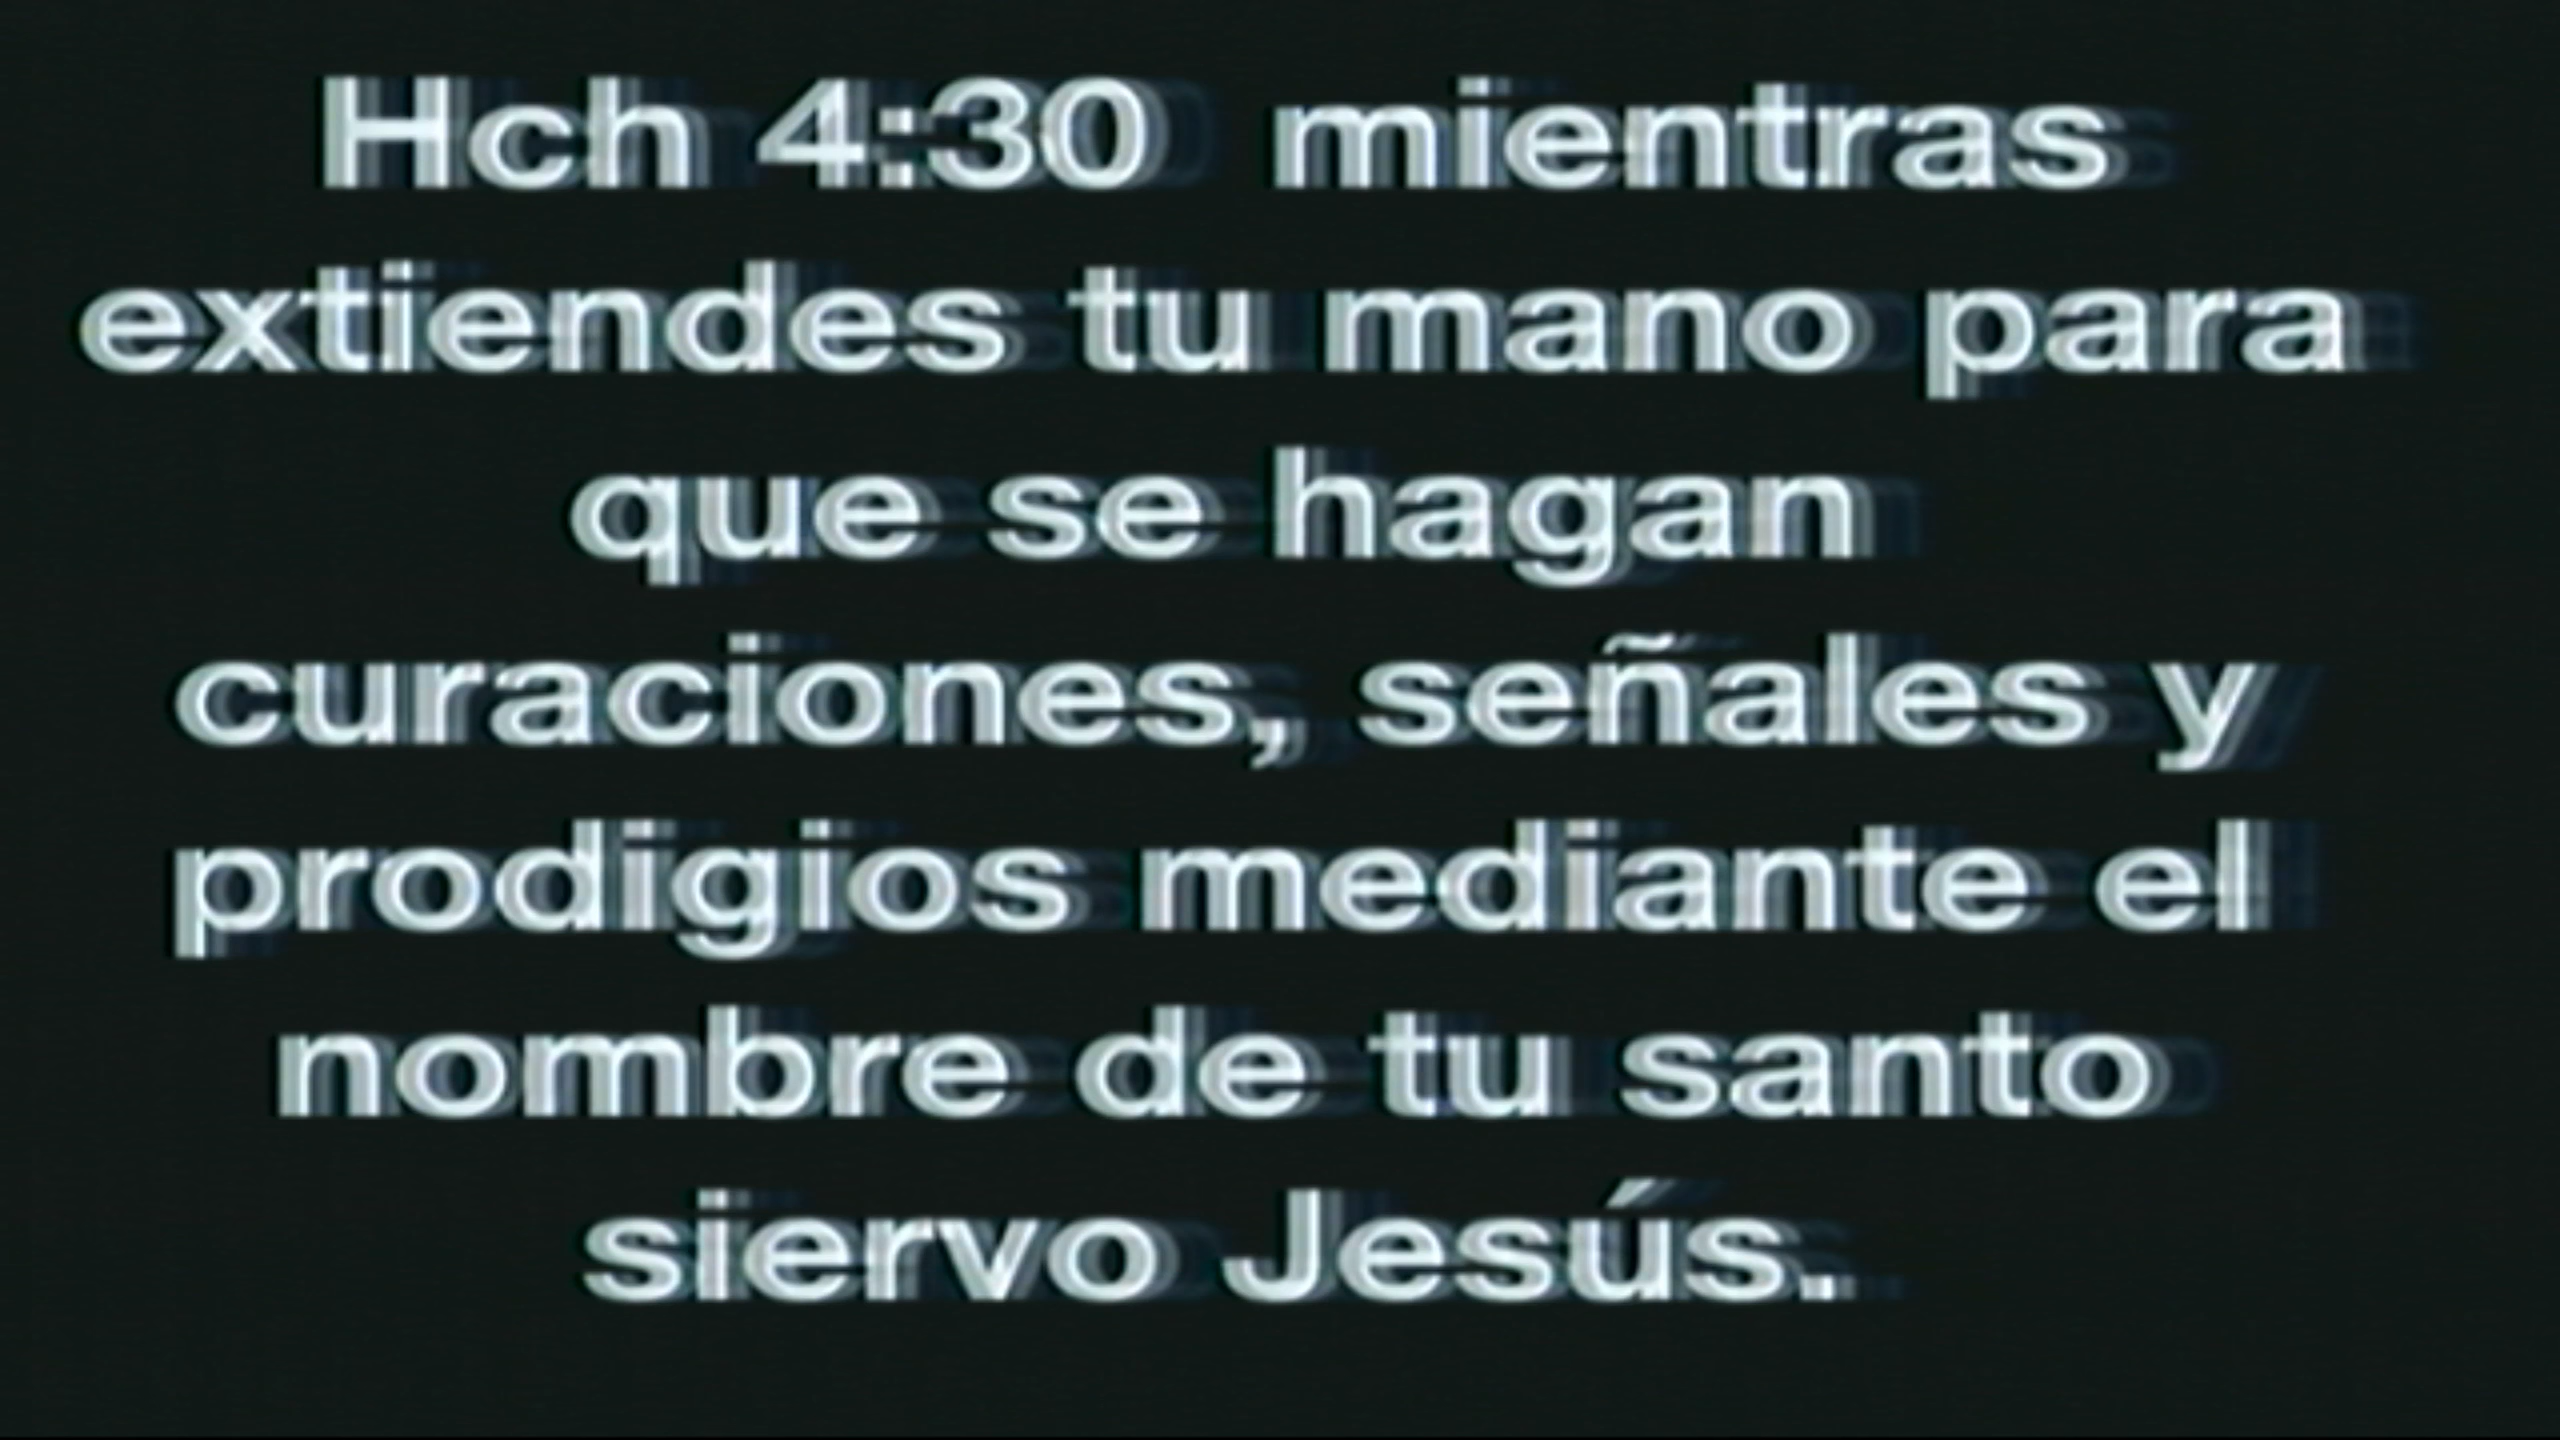 Hch 4:30  mientras
extiendes tu mano para
que se hagan
curaciones, señales y
prodigios mediante el
nombre de tu santo
siervo Jesús.